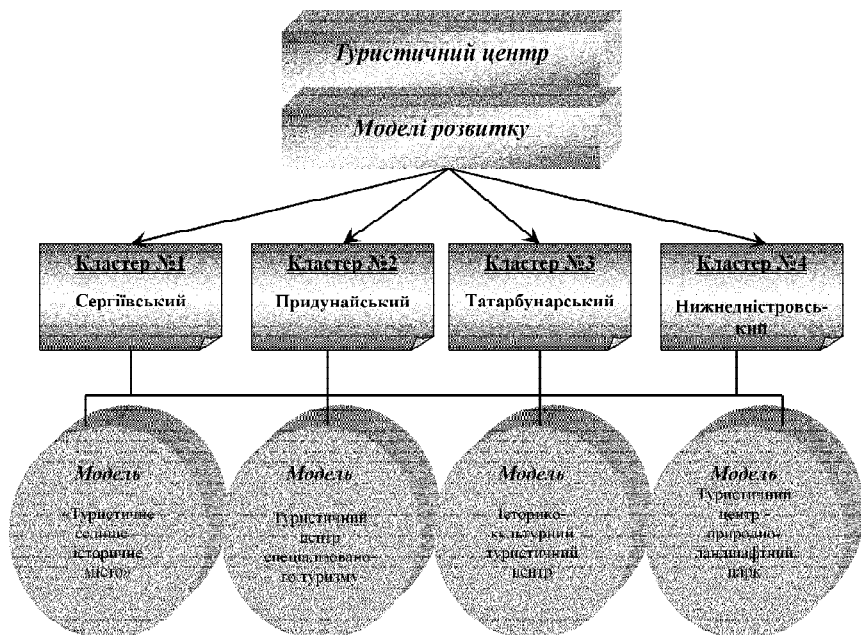 Туристичний центр
Моделі розвитку
Кластер №1
Сергіївський
Кластер №2
Придунайський
Кластер №3
Татарбунарський
Кластер №4
Нижнедністровсь-
кий
Модель
«Туристичне
селище
історичне
місто»
Модель
Туристичний
центр
спеціалізовано-
го туризму
Модель
Історико-
культурний
туристичний
центр
Модель
Туристичний
центр -
природно-
ландшафтний
парк